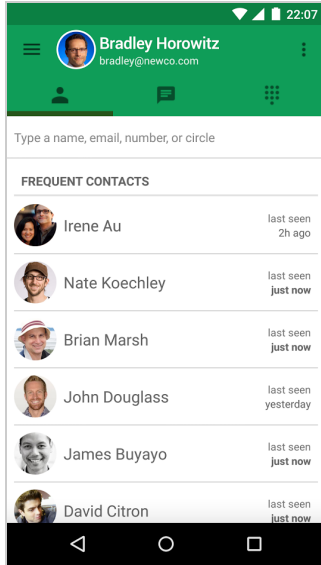 22:07
Bradley Horowitz
bradley@newco.com
Type a name, email, number, or circle
FREQUENT CONTACTS
Irene Au
last seen
2h ago
Nate Koechley
last seen
just now
Brian Marsh
last seen
just now
John Douglass
last seen
yesterday
James Buyayo
last seen
just now
David Citron
last seen
just now